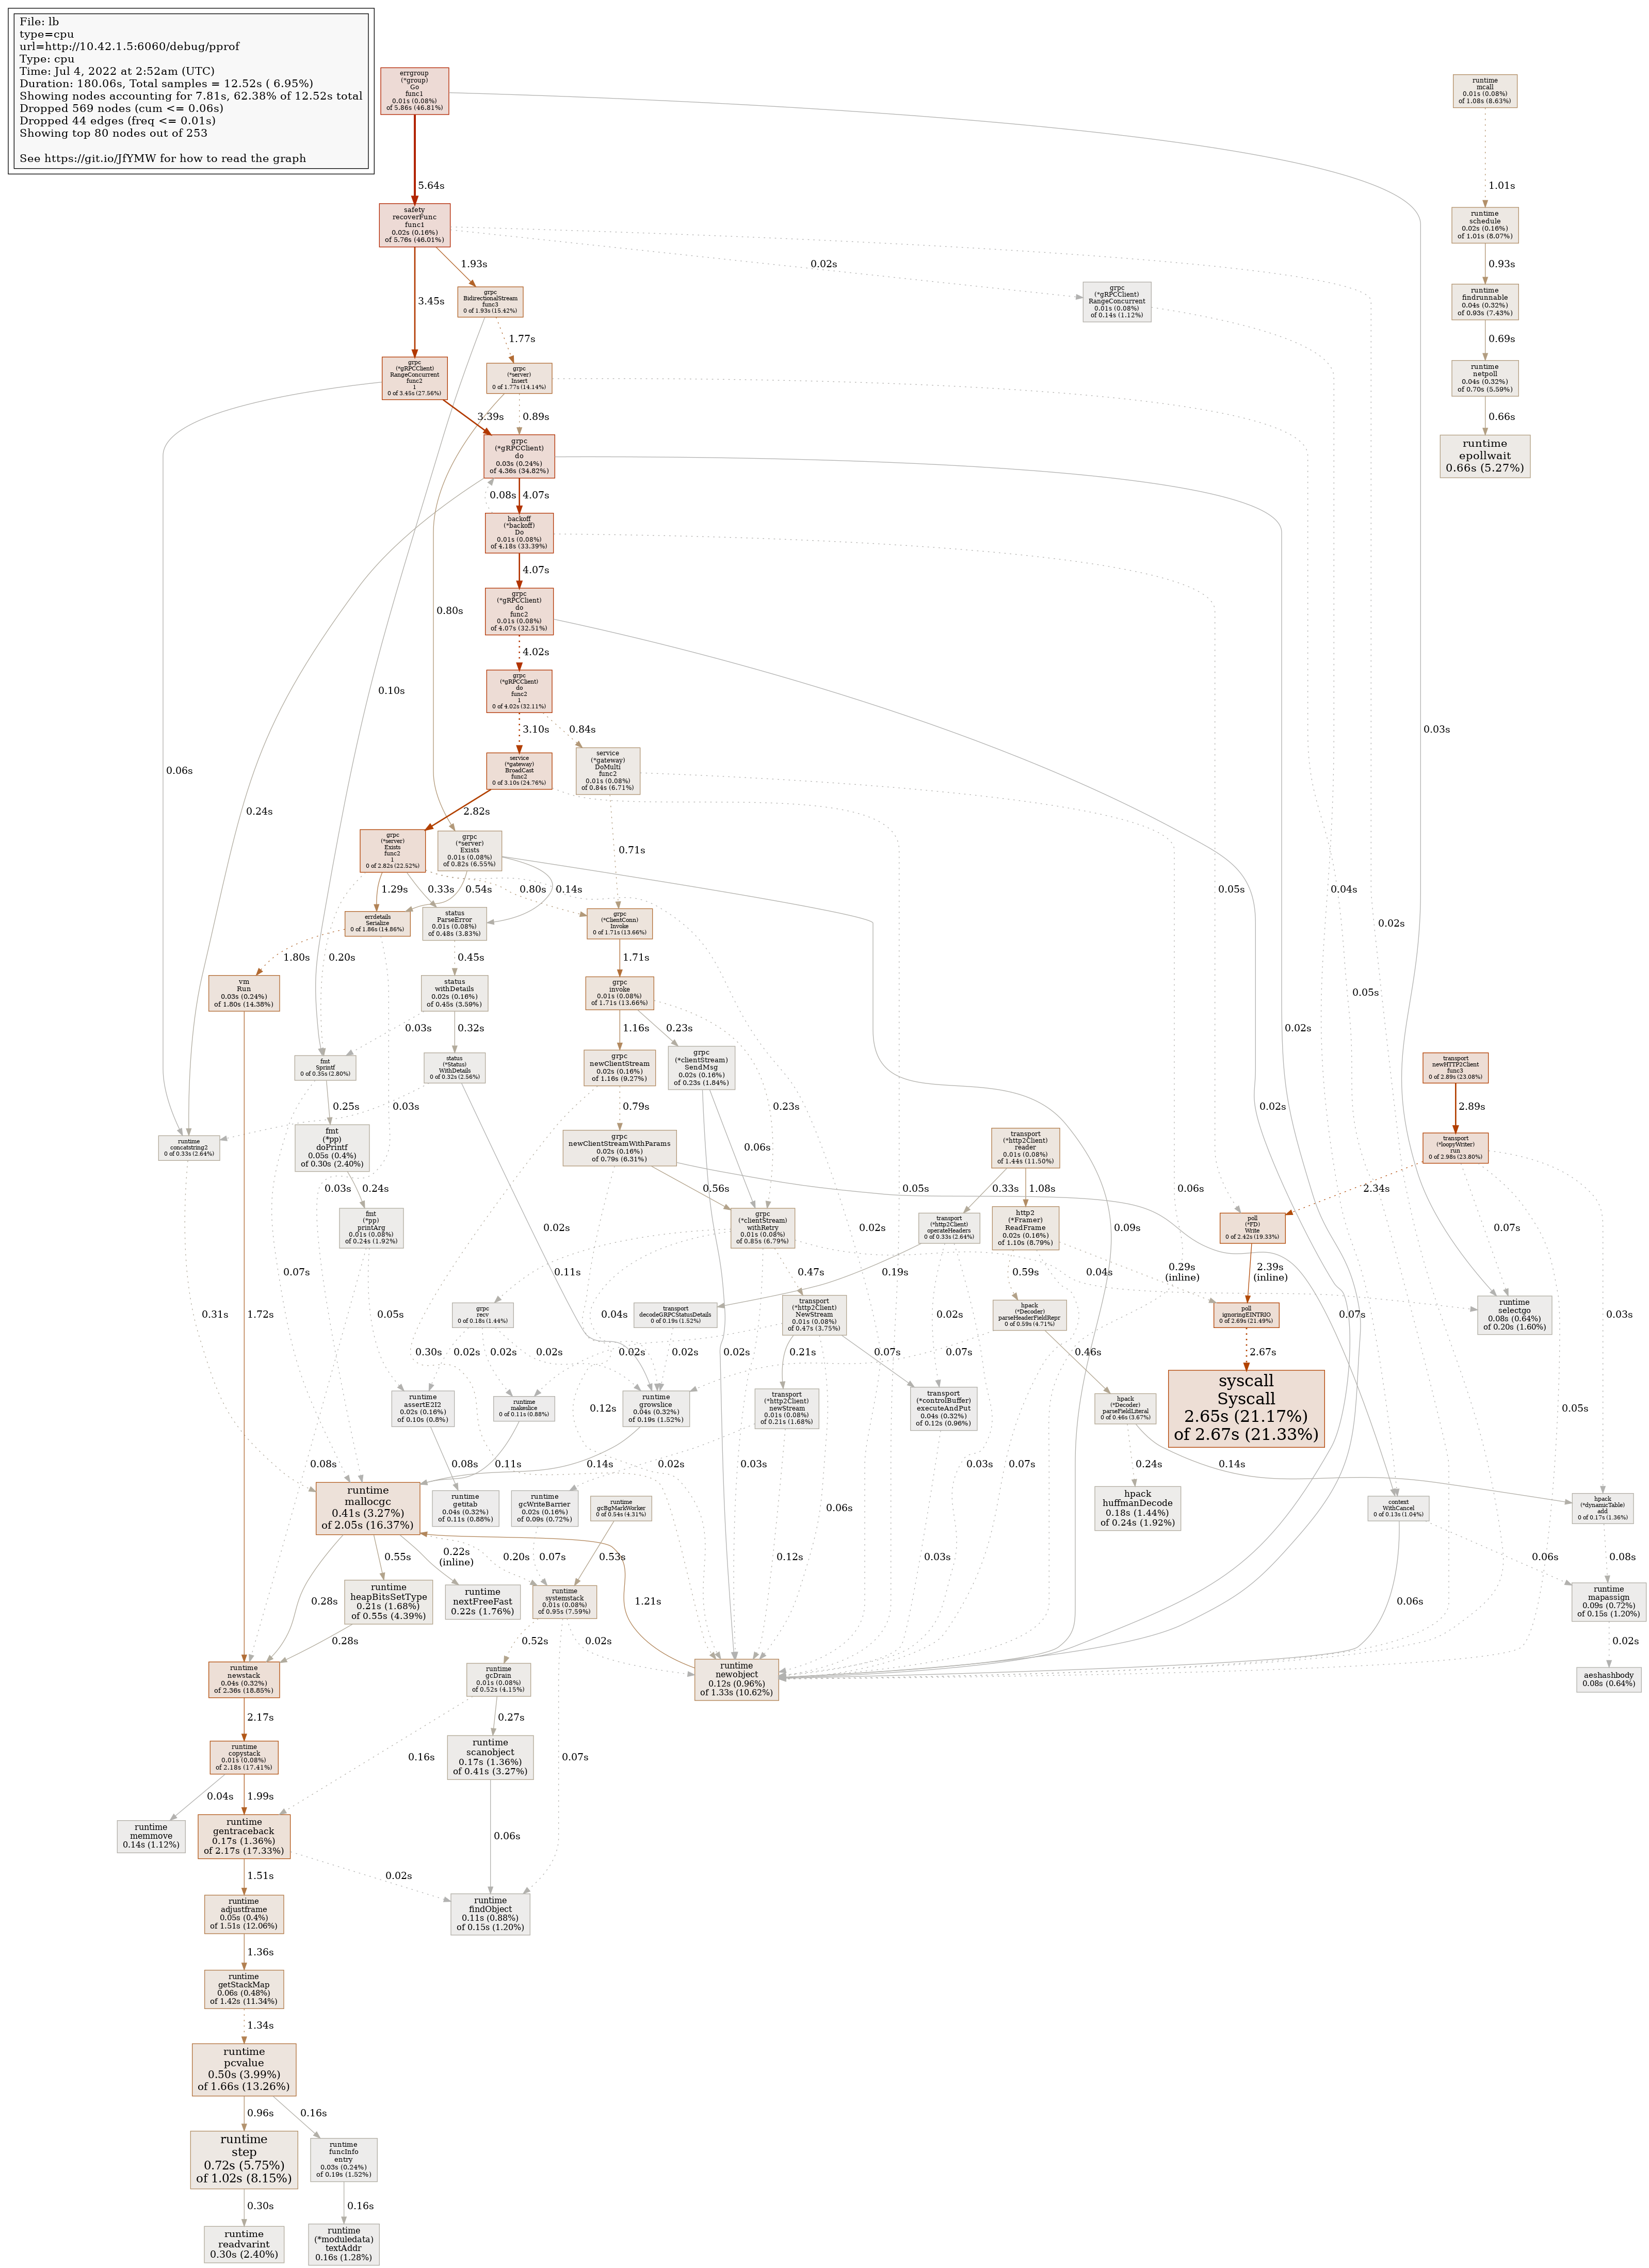 File: lb
type=cpu
url=http://10.42.1.5:6060/debug/pprof
Type: cpu
Time: Jul 4, 2022 at 2:52am (UTC)
Duration: 180.06s, Total samples = 12.52s ( 6.95%)
Showing nodes accounting for 7.81s, 62.38% of 12.52s total
Dropped 569 nodes (cum <= 0.06s)
Dropped 44 edges (freq <= 0.01s)
Showing top 80 nodes out of 253
See https://git.io/JfYMW for how to read the graph
errgroup
(*group)
Go
func1
0.01s (0.08%)
of 5.86s (46.81%)
runtime
mcall
0.01s (0.08%)
of 1.08s (8.63%)
5.64s
1.01s
safety
recoverFunc
func1
0.02s (0.16%)
of 5.76s (46.01%)
runtime
schedule
0.02s (0.16%)
of 1.01s (8.07%)
1.93s
0.02s
0.93s
3.45s
grpc
BidirectionalStream
func3
0 of 1.93s (15.42%)
grpc
(*gRPCClient)
RangeConcurrent
0.01s (0.08%)
of 0.14s (1.12%)
runtime
findrunnable
0.04s (0.32%)
of 0.93s (7.43%)
1.77s
0.69s
grpc
(*gRPCClient)
RangeConcurrent
func2
1
0 of 3.45s (27.56%)
grpc
(*server)
Insert
0 of 1.77s (14.14%)
runtime
netpoll
0.04s (0.32%)
of 0.70s (5.59%)
3.39s
0.89s
0.66s
grpc
(*gRPCClient)
do
0.03s (0.24%)
of 4.36s (34.82%)
runtime
epollwait
0.66s (5.27%)
0.08s
4.07s
backoff
(*backoff)
Do
0.01s (0.08%)
of 4.18s (33.39%)
4.07s
grpc
(*gRPCClient)
do
func2
0.01s (0.08%)
of 4.07s (32.51%)
0.80s
4.02s
grpc
(*gRPCClient)
do
func2
1
0 of 4.02s (32.11%)
0.10s
3.10s
0.84s
0.03s
service
(*gateway)
BroadCast
func2
0 of 3.10s (24.76%)
service
(*gateway)
DoMulti
func2
0.01s (0.08%)
of 0.84s (6.71%)
0.06s
0.24s
2.82s
grpc
(*server)
Exists
func2
1
0 of 2.82s (22.52%)
grpc
(*server)
Exists
0.01s (0.08%)
of 0.82s (6.55%)
0.71s
1.29s
0.33s
0.54s
0.80s
0.14s
0.05s
0.04s
errdetails
Serialize
0 of 1.86s (14.86%)
status
ParseError
0.01s (0.08%)
of 0.48s (3.83%)
grpc
(*ClientConn)
Invoke
0 of 1.71s (13.66%)
0.02s
1.80s
0.20s
0.45s
1.71s
vm
Run
0.03s (0.24%)
of 1.80s (14.38%)
status
withDetails
0.02s (0.16%)
of 0.45s (3.59%)
grpc
invoke
0.01s (0.08%)
of 1.71s (13.66%)
0.05s
0.03s
0.32s
1.16s
0.23s
0.02s
fmt
Sprintf
0 of 0.35s (2.80%)
status
(*Status)
WithDetails
0 of 0.32s (2.56%)
grpc
newClientStream
0.02s (0.16%)
of 1.16s (9.27%)
grpc
(*clientStream)
SendMsg
0.02s (0.16%)
of 0.23s (1.84%)
transport
newHTTP2Client
func3
0 of 2.89s (23.08%)
0.25s
0.03s
0.79s
0.23s
0.02s
2.89s
runtime
concatstring2
0 of 0.33s (2.64%)
fmt
(*pp)
doPrintf
0.05s (0.4%)
of 0.30s (2.40%)
grpc
newClientStreamWithParams
0.02s (0.16%)
of 0.79s (6.31%)
0.06s
transport
(*http2Client)
reader
0.01s (0.08%)
of 1.44s (11.50%)
transport
(*loopyWriter)
run
0 of 2.98s (23.80%)
0.03s
0.24s
0.56s
0.05s
0.33s
1.08s
0.06s
2.34s
fmt
(*pp)
printArg
0.01s (0.08%)
of 0.24s (1.92%)
0.02s
grpc
(*clientStream)
withRetry
0.01s (0.08%)
of 0.85s (6.79%)
0.02s
0.09s
transport
(*http2Client)
operateHeaders
0 of 0.33s (2.64%)
http2
(*Framer)
ReadFrame
0.02s (0.16%)
of 1.10s (8.79%)
poll
(*FD)
Write
0 of 2.42s (19.33%)
0.07s
0.07s
0.11s
0.47s
0.19s
0.59s
0.04s
0.29s
(inline)
2.39s
(inline)
0.31s
1.72s
0.05s
grpc
recv
0 of 0.18s (1.44%)
0.04s
transport
decodeGRPCStatusDetails
0 of 0.19s (1.52%)
transport
(*http2Client)
NewStream
0.01s (0.08%)
of 0.47s (3.75%)
0.02s
hpack
(*Decoder)
parseHeaderFieldRepr
0 of 0.59s (4.71%)
poll
ignoringEINTRIO
0 of 2.69s (21.49%)
0.07s
runtime
selectgo
0.08s (0.64%)
of 0.20s (1.60%)
0.03s
0.30s
0.02s
0.02s
0.02s
0.02s
0.02s
0.02s
0.21s
0.07s
0.07s
0.46s
2.67s
runtime
assertE2I2
0.02s (0.16%)
of 0.10s (0.8%)
runtime
makeslice
0 of 0.11s (0.88%)
0.12s
runtime
growslice
0.04s (0.32%)
of 0.19s (1.52%)
transport
(*http2Client)
newStream
0.01s (0.08%)
of 0.21s (1.68%)
transport
(*controlBuffer)
executeAndPut
0.04s (0.32%)
of 0.12s (0.96%)
hpack
(*Decoder)
parseFieldLiteral
0 of 0.46s (3.67%)
syscall
Syscall
2.65s (21.17%)
of 2.67s (21.33%)
0.05s
0.08s
0.08s
0.11s
0.14s
0.02s
0.03s
0.03s
0.07s
0.24s
0.14s
runtime
mallocgc
0.41s (3.27%)
of 2.05s (16.37%)
runtime
getitab
0.04s (0.32%)
of 0.11s (0.88%)
runtime
gcWriteBarrier
0.02s (0.16%)
of 0.09s (0.72%)
runtime
gcBgMarkWorker
0 of 0.54s (4.31%)
0.06s
hpack
huffmanDecode
0.18s (1.44%)
of 0.24s (1.92%)
context
WithCancel
0 of 0.13s (1.04%)
hpack
(*dynamicTable)
add
0 of 0.17s (1.36%)
0.28s
0.55s
0.22s
(inline)
0.20s
0.07s
0.53s
0.12s
0.03s
0.06s
0.08s
runtime
heapBitsSetType
0.21s (1.68%)
of 0.55s (4.39%)
runtime
nextFreeFast
0.22s (1.76%)
runtime
systemstack
0.01s (0.08%)
of 0.95s (7.59%)
1.21s
0.06s
runtime
mapassign
0.09s (0.72%)
of 0.15s (1.20%)
0.28s
0.52s
0.02s
0.02s
runtime
newstack
0.04s (0.32%)
of 2.36s (18.85%)
runtime
gcDrain
0.01s (0.08%)
of 0.52s (4.15%)
runtime
newobject
0.12s (0.96%)
of 1.33s (10.62%)
aeshashbody
0.08s (0.64%)
2.17s
0.27s
runtime
copystack
0.01s (0.08%)
of 2.18s (17.41%)
0.16s
runtime
scanobject
0.17s (1.36%)
of 0.41s (3.27%)
0.07s
0.04s
1.99s
runtime
memmove
0.14s (1.12%)
runtime
gentraceback
0.17s (1.36%)
of 2.17s (17.33%)
0.06s
1.51s
0.02s
runtime
adjustframe
0.05s (0.4%)
of 1.51s (12.06%)
runtime
findObject
0.11s (0.88%)
of 0.15s (1.20%)
1.36s
runtime
getStackMap
0.06s (0.48%)
of 1.42s (11.34%)
1.34s
runtime
pcvalue
0.50s (3.99%)
of 1.66s (13.26%)
0.96s
0.16s
runtime
step
0.72s (5.75%)
of 1.02s (8.15%)
runtime
funcInfo
entry
0.03s (0.24%)
of 0.19s (1.52%)
0.30s
0.16s
runtime
readvarint
0.30s (2.40%)
runtime
(*moduledata)
textAddr
0.16s (1.28%)